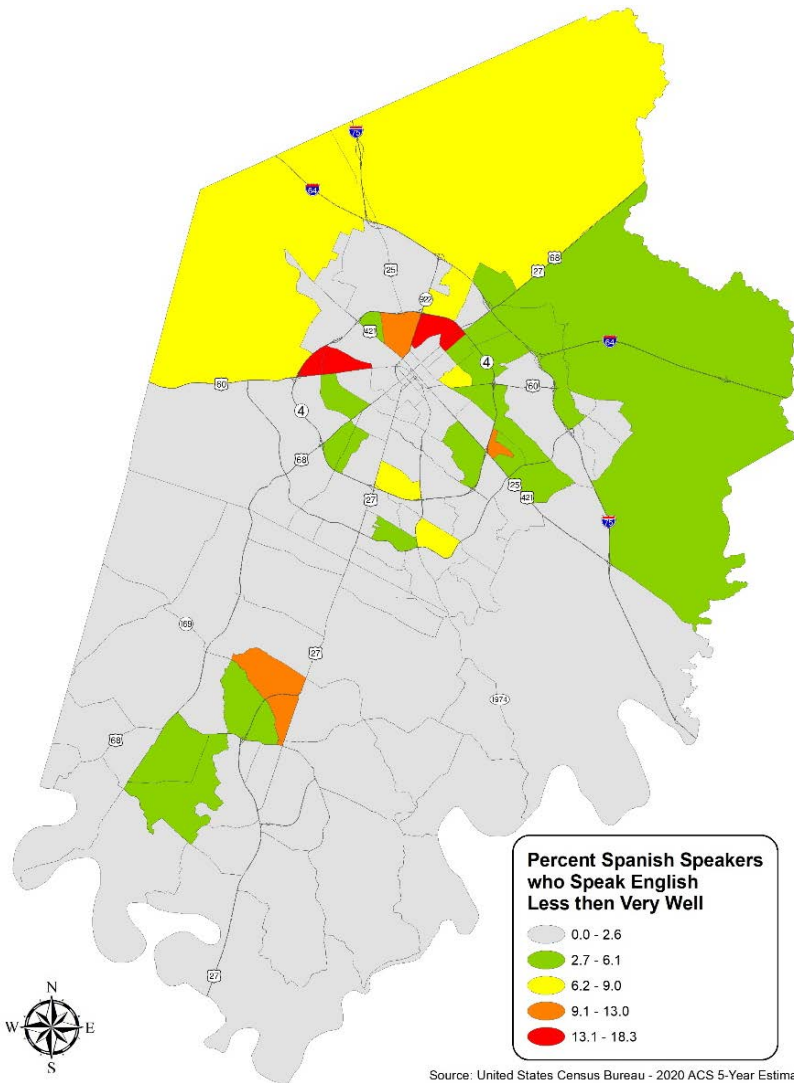 75
64
25
68
27
922
421
64
4
60
60
4
68
27
25
421
75
169
27
1974
68
27
Percent Spanish Speakers
who Speak English
Less then Very Well
0.0 - 2.6
2.7 - 6.1
6.2 - 9.0
9.1 - 13.0
13.1 - 18.3
N
W E
S
Source: United States Census Bureau - 2020 ACS 5-Year Estima